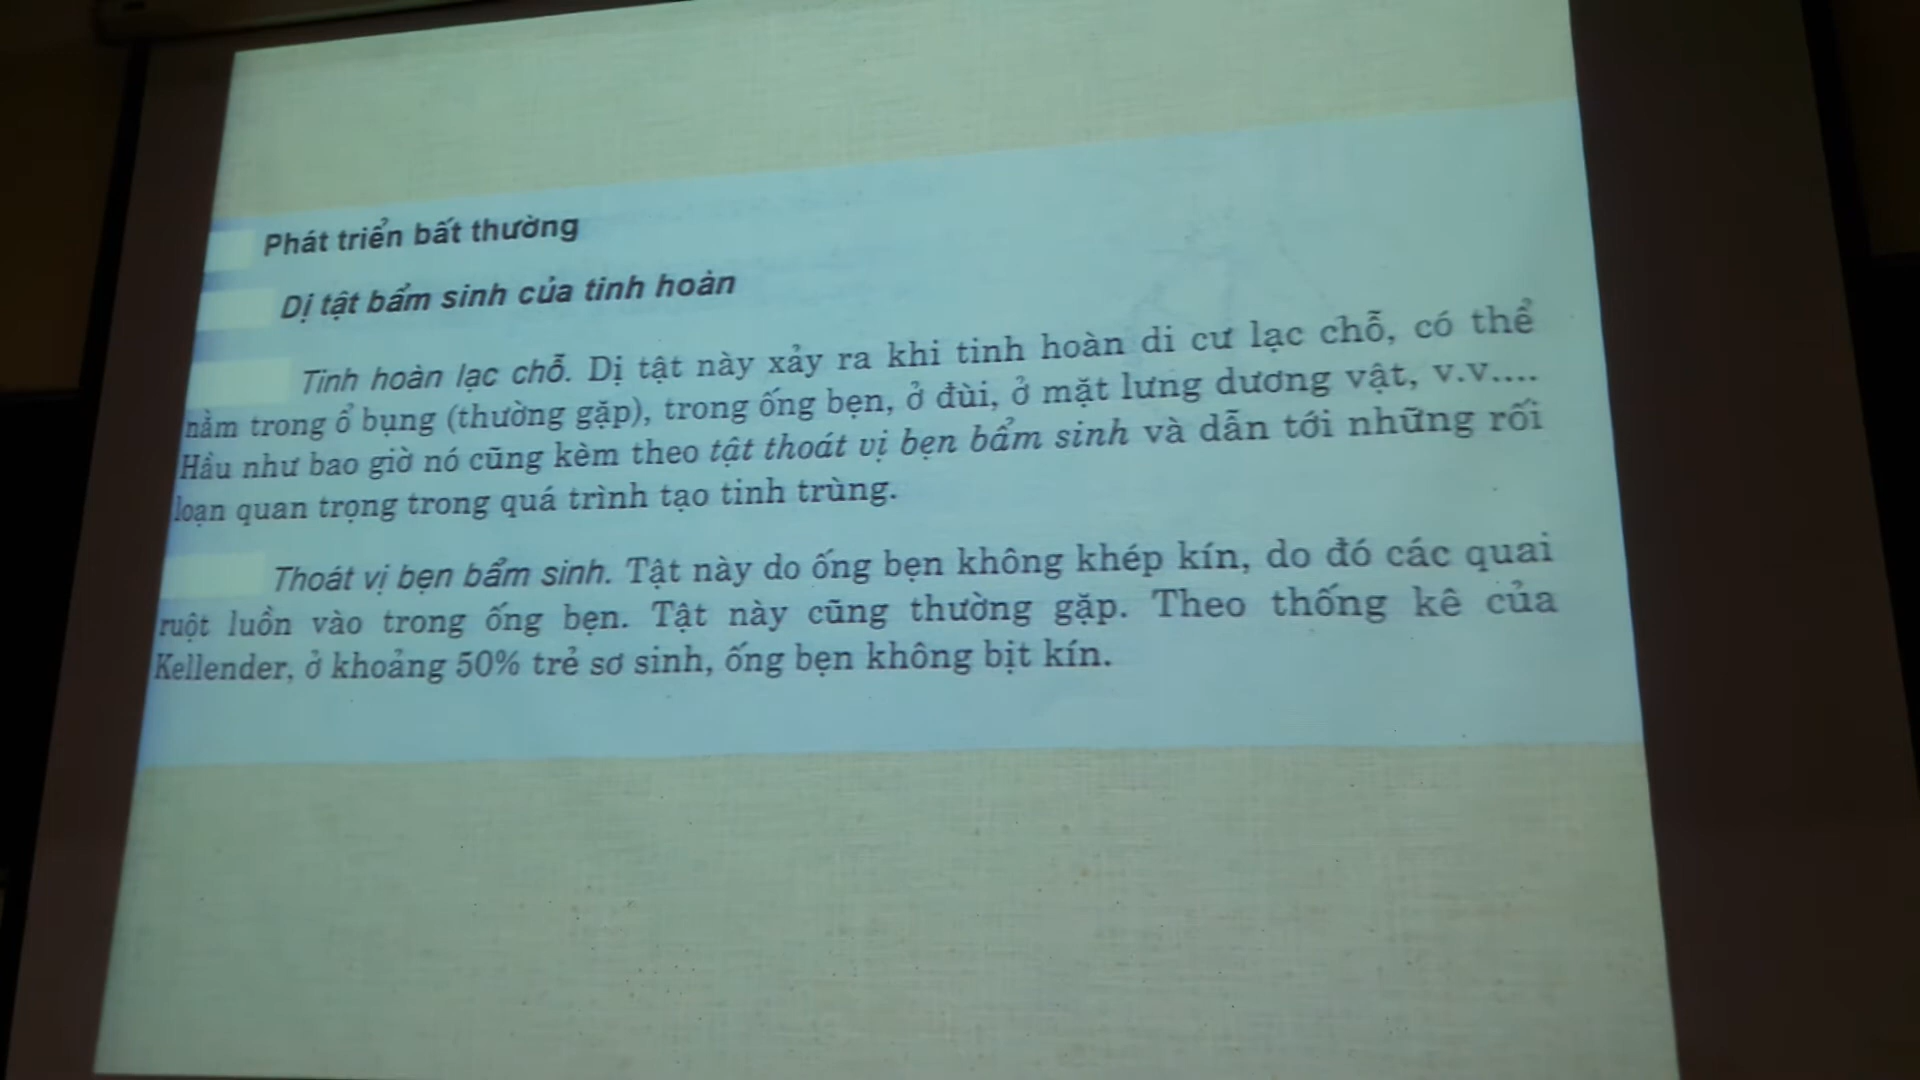 Phát triển bất thường
Dị tật bẩm sinh của tinh hoàn
Tinh hoàn lạc chỗ. Dị tật này xảy ra khi tinh hoàn di cư lạc chỗ, có thể
nằm trong ổ bụng (thường gặp), trong ống bẹn, ở đùi, ở mặt lưng dương vật, v.v....
Hầu như bao giờ nó cũng kèm theo tật thoát vị bẹn bẩm sinh và dẫn tới những rối
loạn quan trọng trong quá trình tạo tinh trùng.
Thoát vị bẹn bẩm sinh. Tật này do ống bẹn không khép kín, do đó các quai
ruột luồn vào trong ống bẹn. Tật này cũng thường gặp. Theo thống kê của
Kellender, ở khoảng 50% trẻ sơ sinh, ống bẹn không bịt kín.